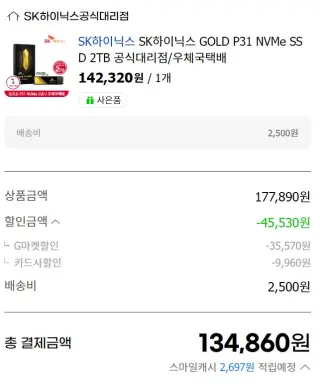 SK하이닉스공식대리점
SK hynix
SK하이닉스 SK하이닉스 GOLD P31 NVMe SS
D 2TB 공식대리점/우체국택배
142,320원 / 1개
사은품
배송비 2,500원
상품금액 177,890원
할인금액 -45,530원
G마켓할인 -35,570원
카드사할인 -9,960원
배송비 2,500원
총 결제금액 134,860원
스마일캐시 2,697원 적립예정